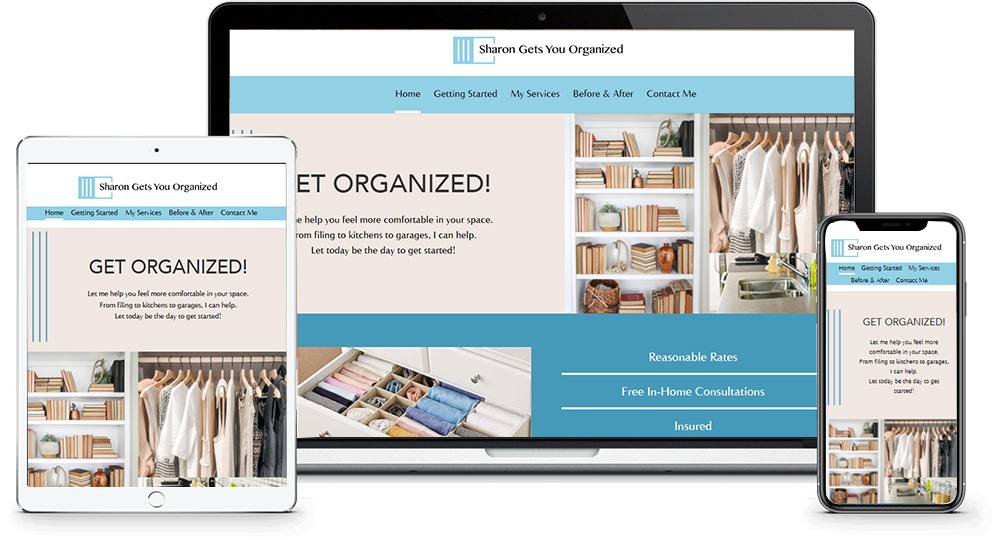 Sharon Gets You Organized
Home Getting Started My Services Before & After Contact Me
ET ORGANIZED!
e help you feel more comfortable in your space.
rom filing to kitchens to garages, I can help.
Let today be the day to get started!
Reasonable Rates
Free In-Home Consultations
Insured
Sharon Gets You Organized
Home Getting Started My Services Before & After Contact Me
GET ORGANIZED!
Let me help you feel more comfortable in your space.
From filing to kitchens to garages, I can help.
Let today be the day to get started!
Sharon Gets You Organized
Home Getting Started My Services
Before & After Contact Me
GET ORGANIZED!
Let me help you feel more
comfortable in your space.
From filing to kitchens to garages,
I can help.
Let today be the day to get
started!